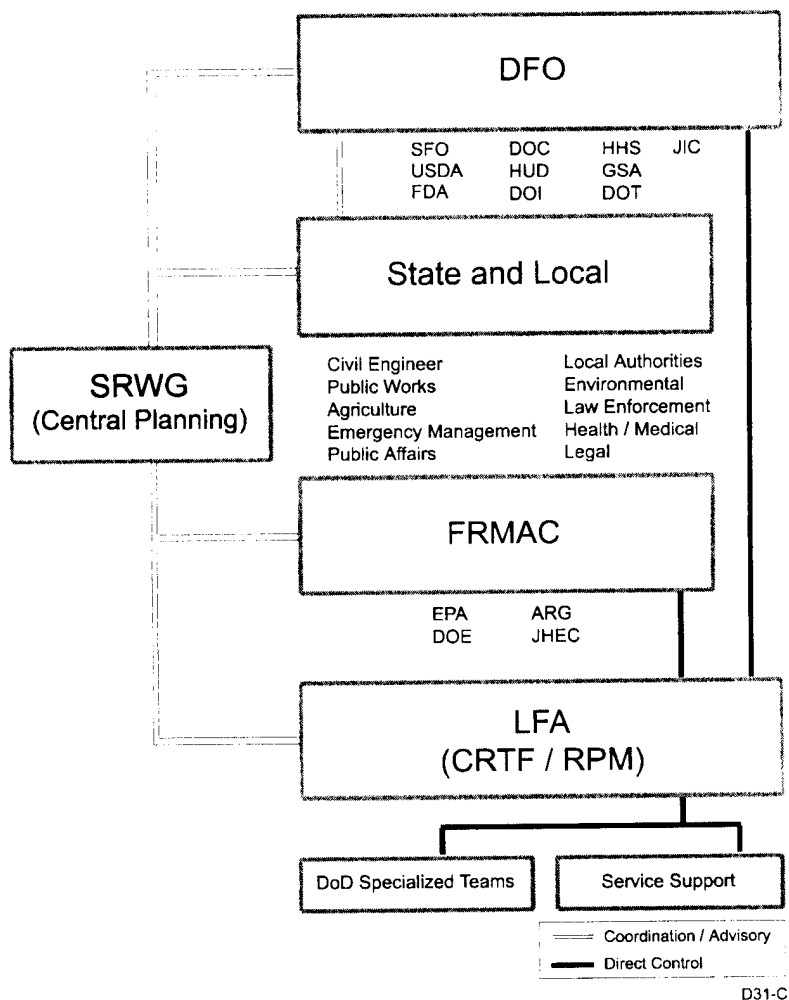 DFO
SFO DOC HHS JIC
USDA HUD GSA
FDA DOI DOT
State and Local
SRWG
(Central Planning)
Civil Engineer Local Authorities
Public Works Environmental
Agriculture Law Enforcement
Emergency Management Health / Medical
Public Affairs Legal
FRMAC
EPA ARG
DOE JHEC
LFA
(CRTF / RPM)
DoD Specialized Teams Service Support
Coordination / Advisory
Direct Control
D31-C